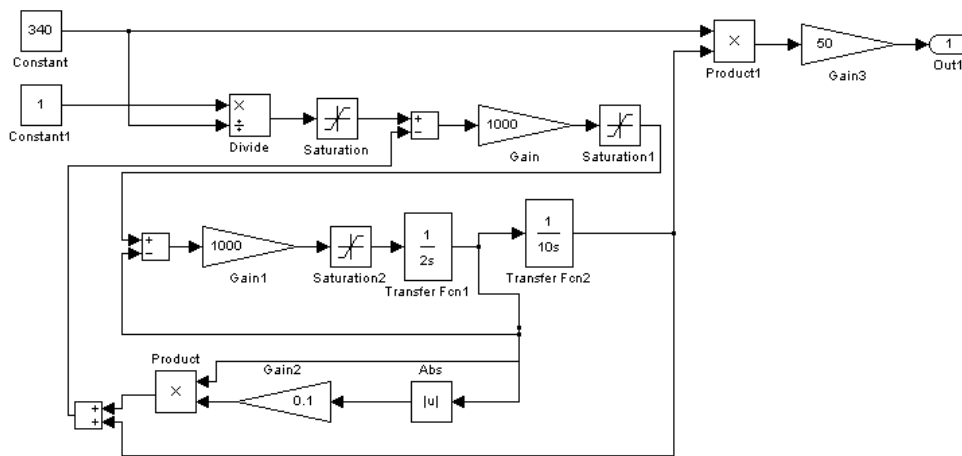 340
Constant
1
Constant1
×
÷
Divide
Saturation
+
−
1000
Gain
Saturation1
×
Product1
50
Gain3
1
Out1
+
−
1000
Gain1
Saturation2
1
2s
Transfer Fcn1
1
10s
Transfer Fcn2
Product
×
Gain2
0.1
Abs
|u|
+
+